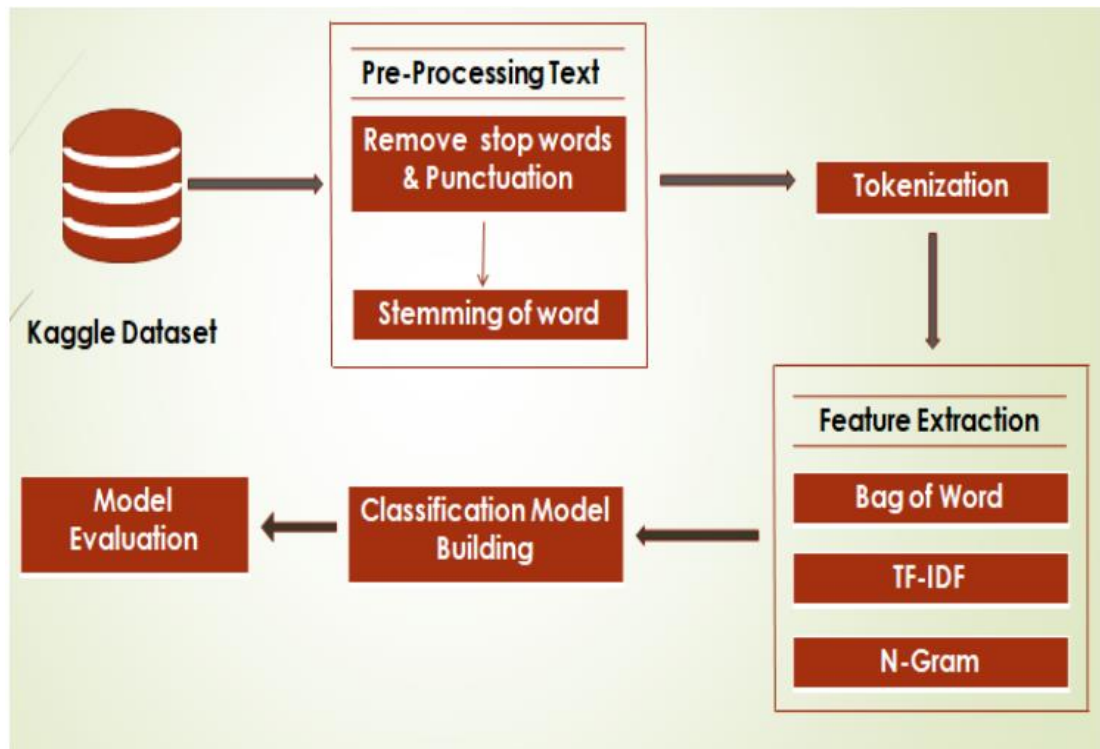 Pre-Processing Text
Remove stop words
& Punctuation
Stemming of word
Kaggle Dataset
Tokenization
Feature Extraction
Bag of Word
TF-IDF
N-Gram
Classification Model
Building
Model
Evaluation